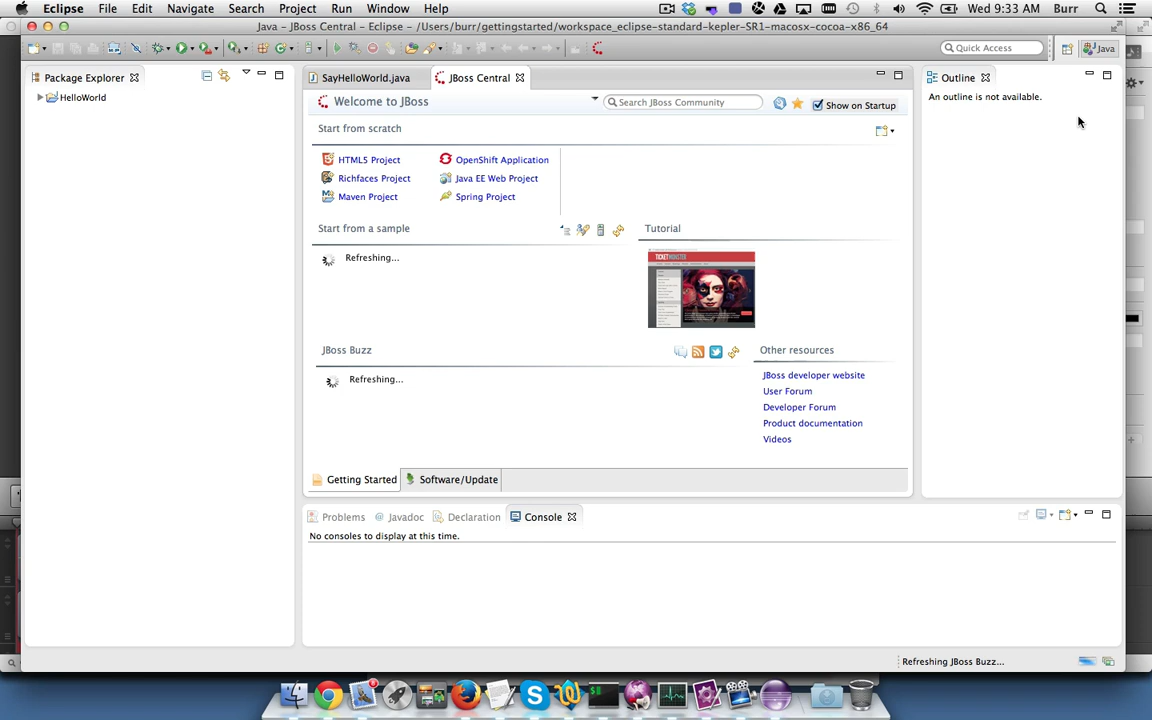 Eclipse File Edit Navigate Search Project Run Window Help Wed 9:33 AM Burr
Java – JBoss Central – Eclipse – /Users/burr/gettingstarted/workspace_eclipse-standard-kepler-SR1-macosx-cocoa-x86_64
Quick Access Java
Package Explorer SayHelloWorld.java JBoss Central Outline
HelloWorld Welcome to JBoss Search JBoss Community Show on Startup An outline is not available.
Start from scratch
HTML5 Project OpenShift Application
Richfaces Project Java EE Web Project
Maven Project Spring Project
Start from a sample Tutorial
Refreshing...
TICKETMONSTER
JBoss Buzz Other resources
Refreshing... JBoss developer website
User Forum
Developer Forum
Product documentation
Videos
Getting Started Software/Update
Problems Javadoc Declaration Console
No consoles to display at this time.
Refreshing JBoss Buzz...